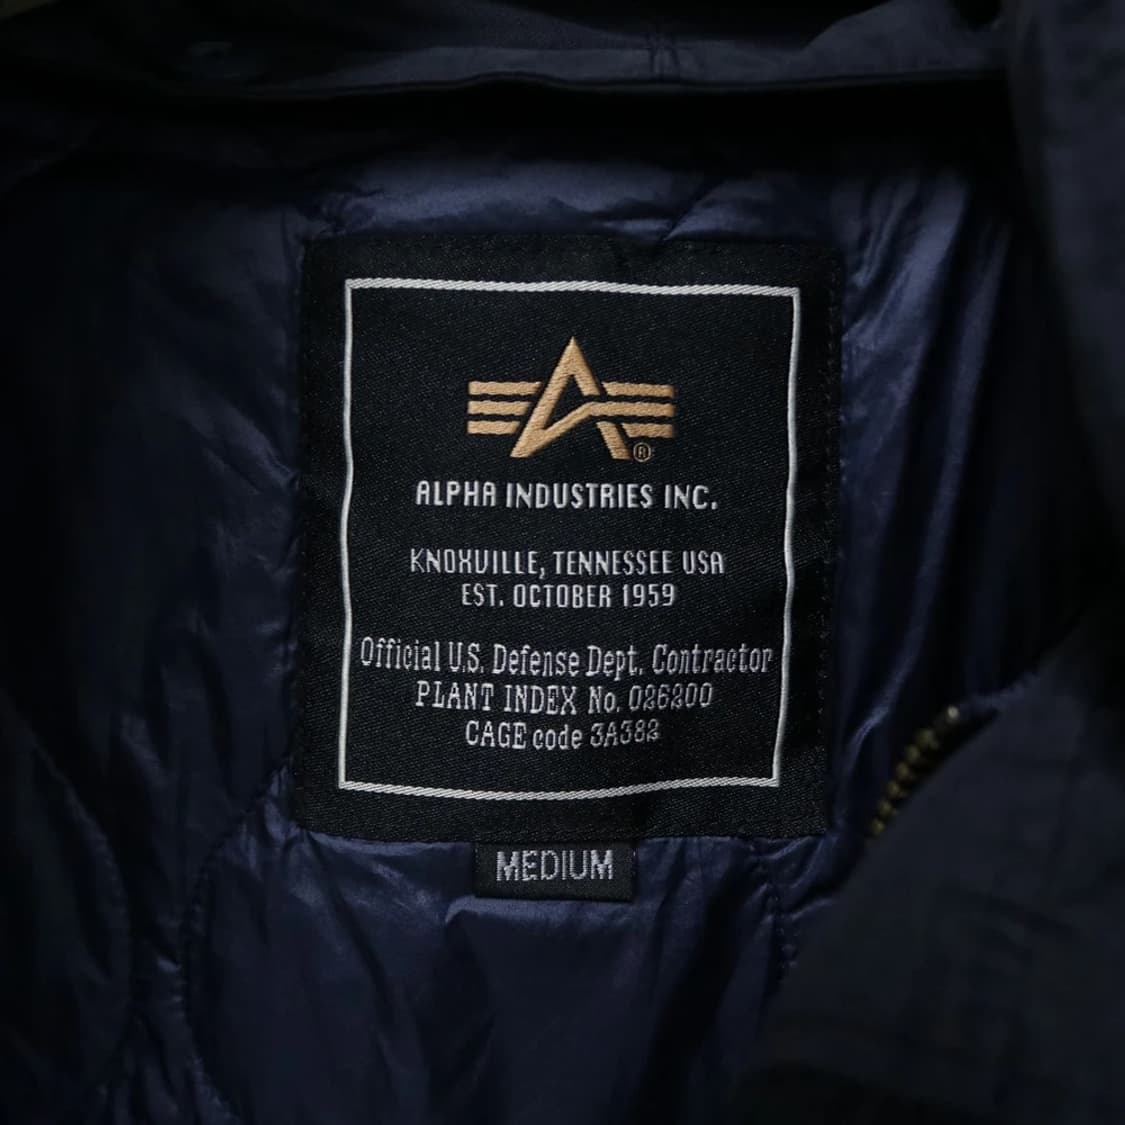 ALPHA INDUSTRIES INC.
KNOXVILLE, TENNESSEE USA
EST. OCTOBER 1959
Official U.S. Defense Dept. Contractor
PLANT INDEX No. 026200
CAGE code 3A382
MEDIUM